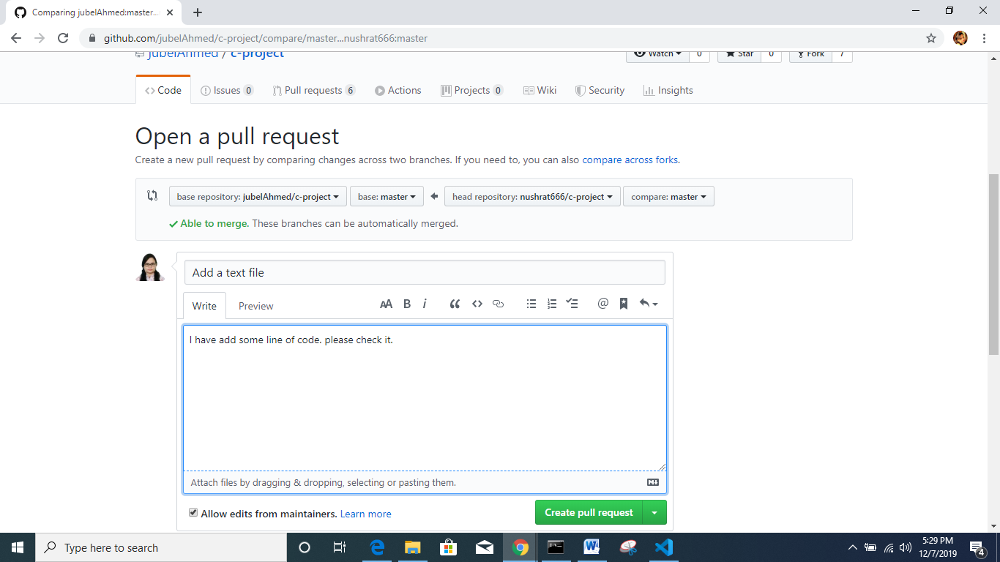 Comparing jubelAhmed:master...
github.com/jubelAhmed/c-project/compare/master...nushrat666:master
jubelAhmed / c-project
Watch 0 Star 0 Fork 7
Code Issues 0 Pull requests 6 Actions Projects 0 Wiki Security Insights
Open a pull request
Create a new pull request by comparing changes across two branches. If you need to, you can also compare across forks.
base repository: jubelAhmed/c-project base: master head repository: nushrat666/c-project compare: master
Able to merge. These branches can be automatically merged.
Add a text file
Write Preview AA B i @
I have add some line of code. please check it.
Attach files by dragging & dropping, selecting or pasting them.
Allow edits from maintainers. Learn more Create pull request
Type here to search
5:29 PM
12/7/2019
4